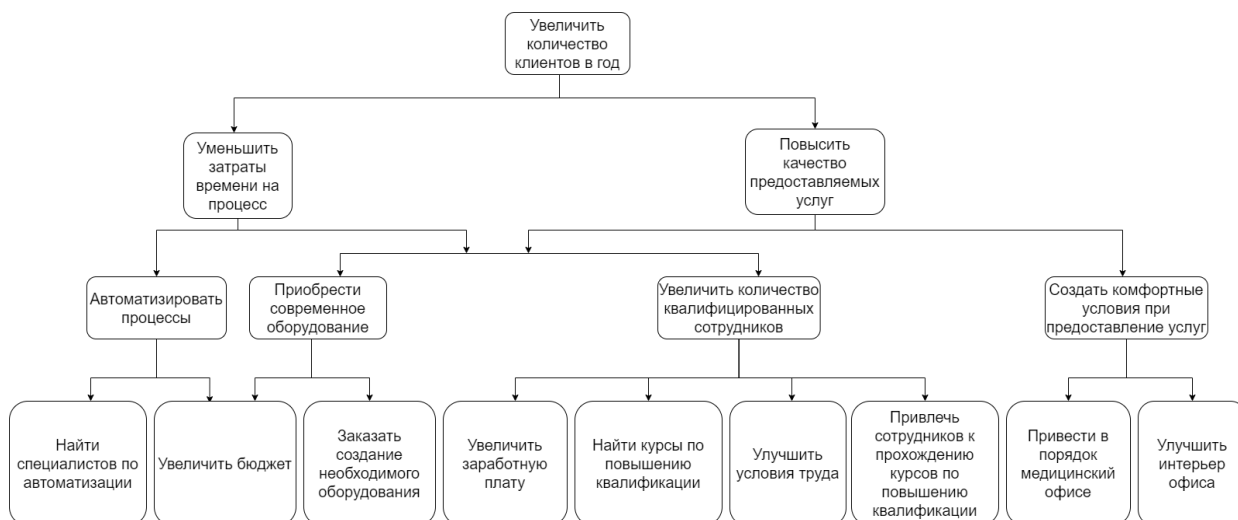 Увеличить
количество
клиентов в год
Уменьшить
затраты
времени на
процесс
Повысить
качество
предоставляемых
услуг
Автоматизировать
процессы
Приобрести
современное
оборудование
Увеличить количество
квалифицированных
сотрудников
Создать комфортные
условия при
предоставление услуг
Найти
специалистов по
автоматизации
Увеличить бюджет
Заказать
создание
необходимого
оборудования
Увеличить
заработную
плату
Найти курсы по
повышению
квалификации
Улучшить
условия труда
Привлечь
сотрудников к
прохождению
курсов по
повышению
квалификации
Привести в
порядок
медицинский
офисе
Улучшить
интерьер
офиса